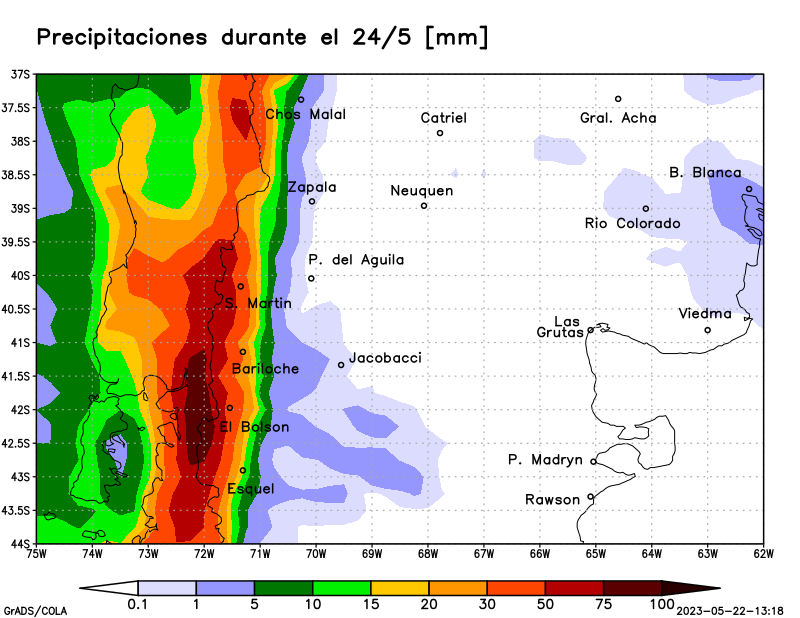 Precipitaciones durante el 24/5 [mm]
37S
37.5S
38S
38.5S
39S
39.5S
40S
40.5S
41S
41.5S
42S
42.5S
43S
43.5S
44S
Chos Malal
Catriel
Gral. Acha
B. Blanca
Zapala
Neuquen
Rio Colorado
P. del Aguila
S. Martin
Viedma
Las
Grutas
Jacobacci
Bariloche
El Bolson
P. Madryn
Esquel
Rawson
75W 74W 73W 72W 71W 70W 69W 68W 67W 66W 65W 64W 63W 62W
0.1 1 5 10 15 20 30 50 75 100
GrADS/COLA
2023-05-22-13:18